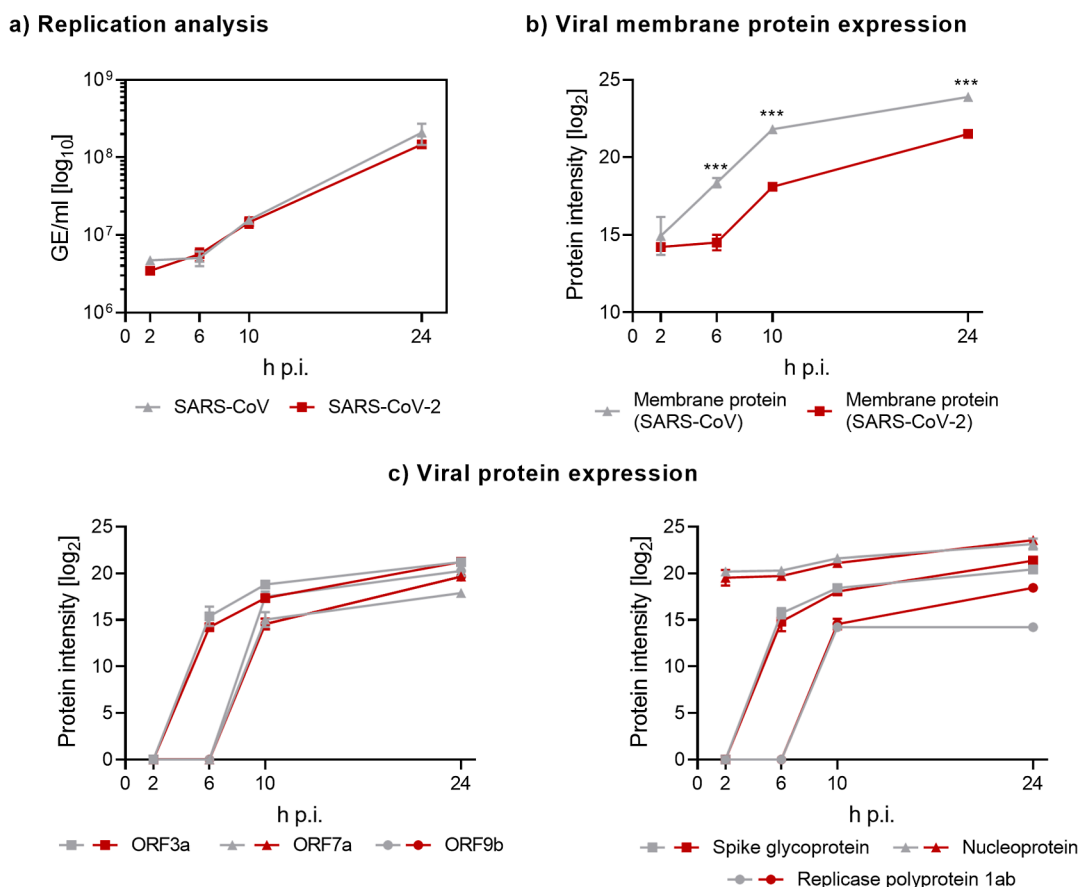 a) Replication analysis
b) Viral membrane protein expression
GE/ml [log10]
10⁹
10⁸
10⁷
10⁶
0 2 6 10 24
h p.i.
SARS-CoV SARS-CoV-2
Protein intensity [log2]
25
20
15
10
*** *** ***
0 2 6 10 24
h p.i.
Membrane protein (SARS-CoV)
Membrane protein (SARS-CoV-2)
c) Viral protein expression
Protein intensity [log2]
25
20
15
10
5
0
0 2 6 10 24
h p.i.
ORF3a ORF7a ORF9b
Protein intensity [log2]
25
20
15
10
5
0
0 2 6 10 24
h p.i.
Spike glycoprotein Nucleoprotein
Replicase polyprotein 1ab